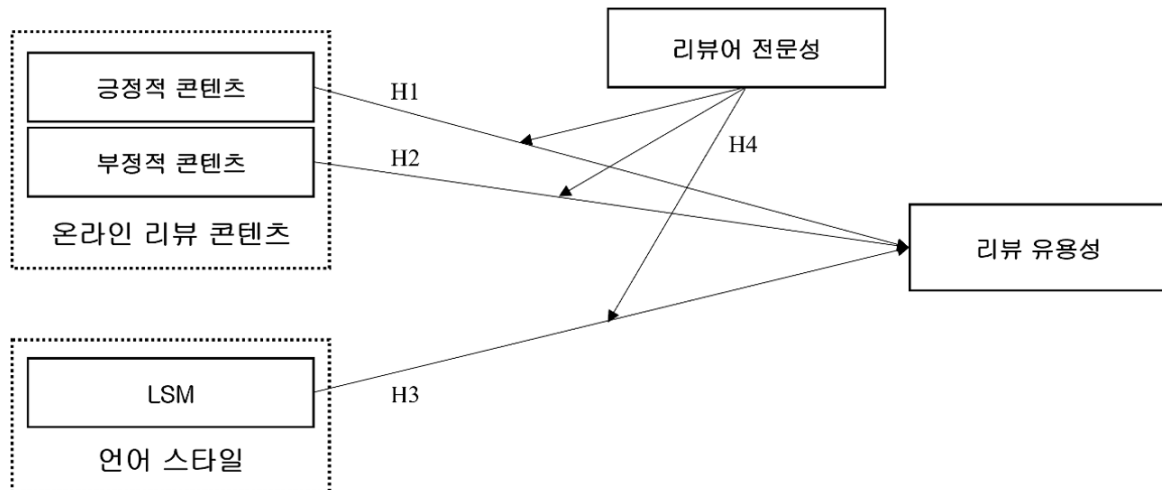 리뷰어 전문성
긍정적 콘텐츠
H1
부정적 콘텐츠
H2
H4
온라인 리뷰 콘텐츠
리뷰 유용성
LSM
H3
언어 스타일